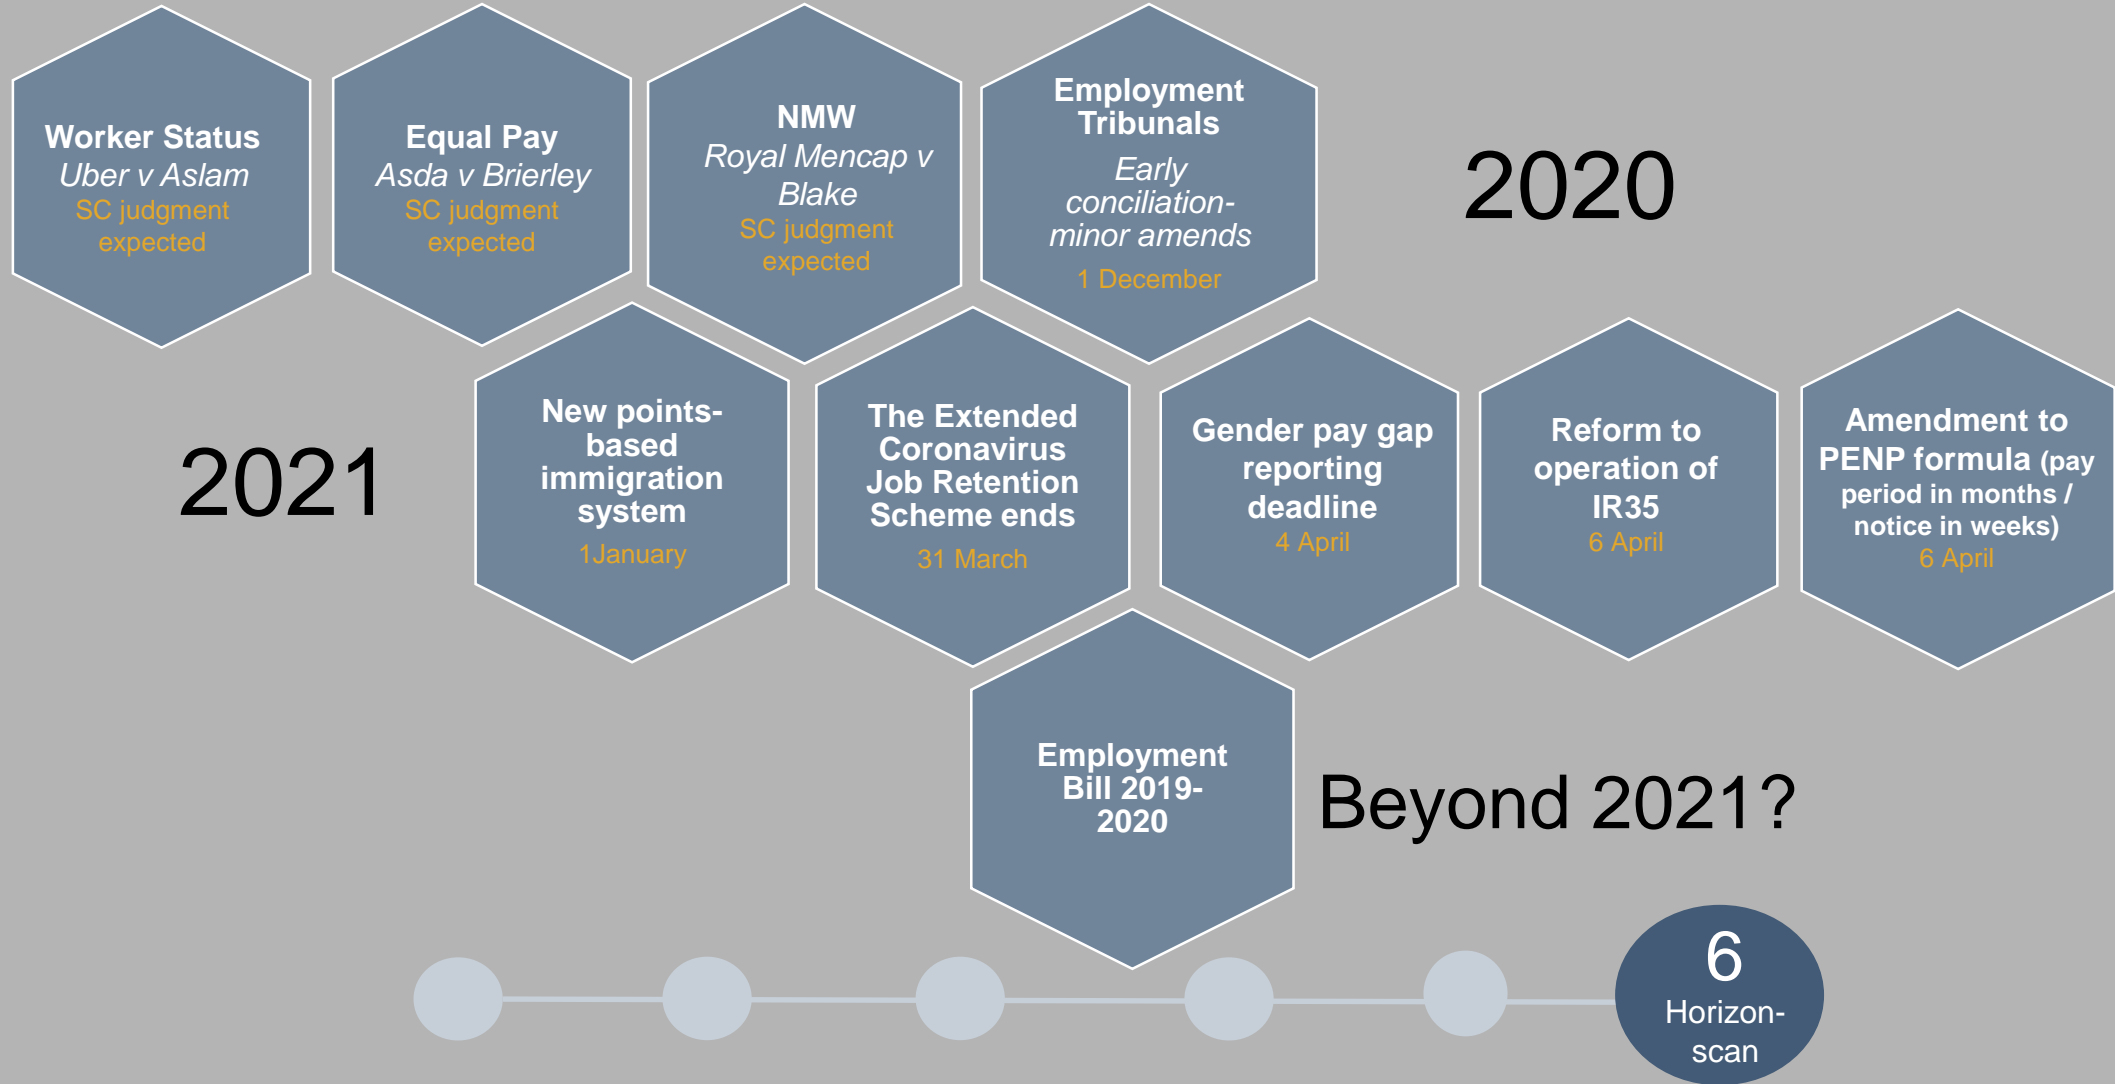 Worker Status
Uber v Aslam
SC judgment
expected
Equal Pay
Asda v Brierley
SC judgment
expected
NMW
Royal Mencap v
Blake
SC judgment
expected
Employment
Tribunals
Early
conciliation-
minor amends
1 December
2020
2021
New points-
based
immigration
system
1January
The Extended
Coronavirus
Job Retention
Scheme ends
31 March
Gender pay gap
reporting
deadline
4 April
Reform to
operation of
IR35
6 April
Amendment to
PENP formula (pay
period in months /
notice in weeks)
6 April
Employment
Bill 2019-
2020
Beyond 2021?
6
Horizon-
scan